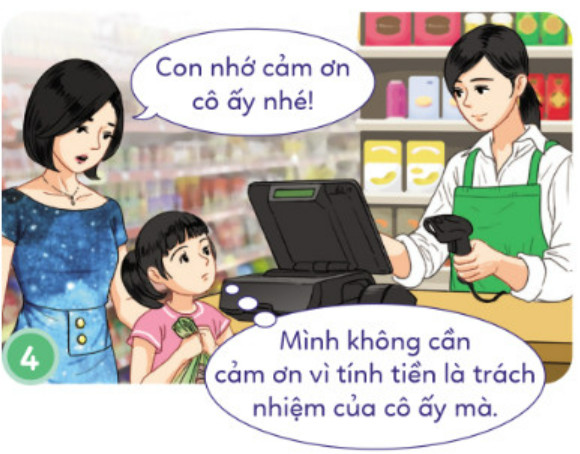 Con nhớ cảm ơn
cô ấy nhé!
4
Mình không cần
cảm ơn vì tính tiền là trách
nhiệm của cô ấy mà.